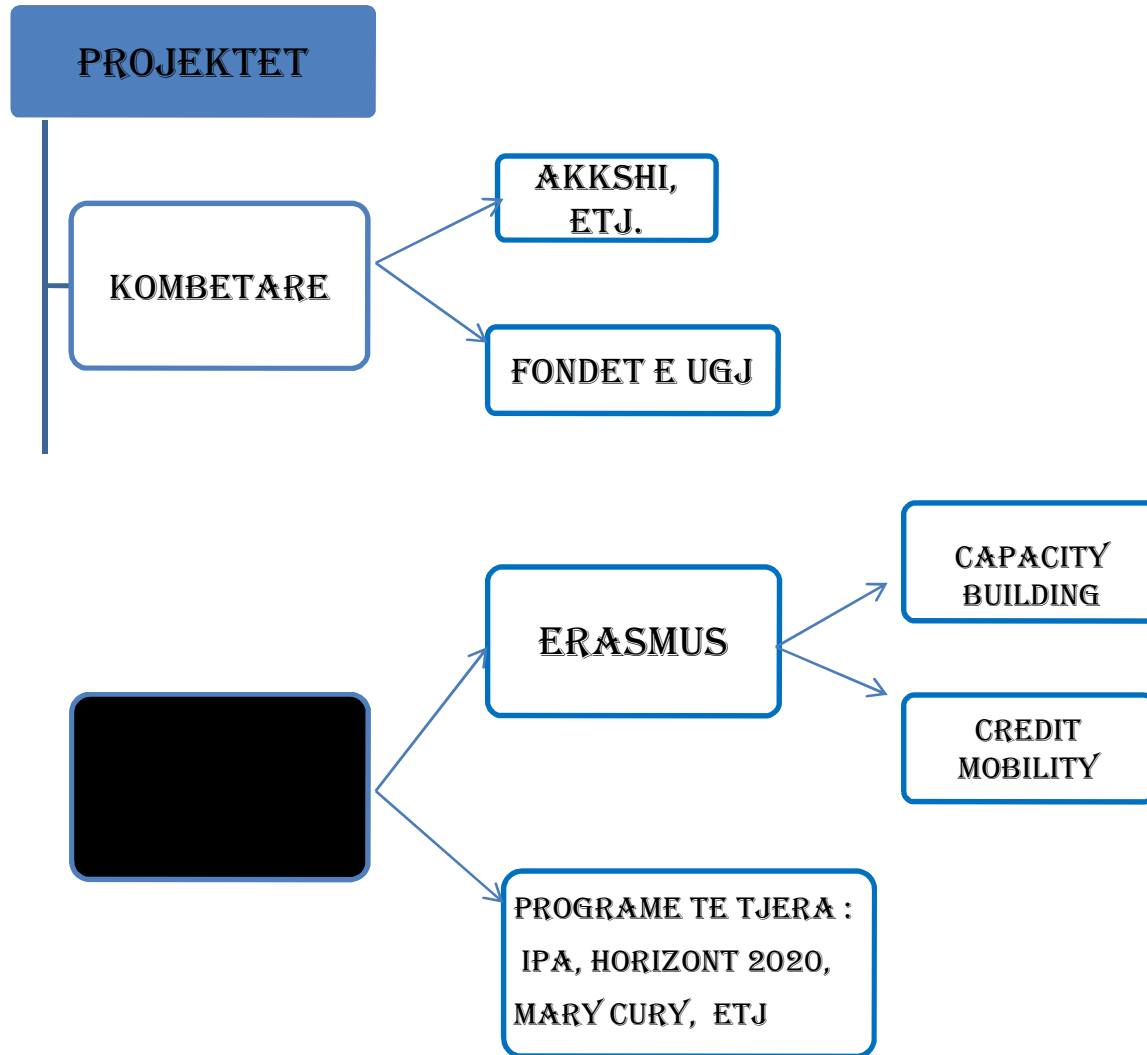 PROJEKTET
AKKSHI,
ETJ.
KOMBETARE
FONDET E UGJ
CAPACITY
BUILDING
ERASMUS
CREDIT
MOBILITY
PROGRAME TE TJERA :
IPA, HORIZONT 2020,
MARY CURY, ETJ